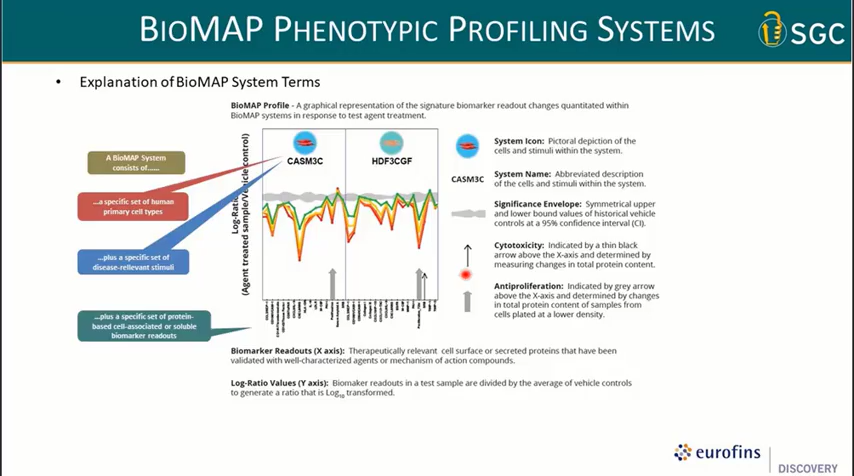 BIOMAP PHENOTYPIC PROFILING SYSTEMS
SGC
• Explanation of BioMAP System Terms
BioMAP Profile - A graphical representation of the signature biomarker readout changes quantitated within
BioMAP systems in response to test agent treatment.
A BioMAP System
consists of......
...a specific set of human
primary cell types
...plus a specific set of
disease-rellevant stimuli
...plus a specific set of protein-
based cell-associated or soluble
biomarker readouts
Log-Ratio
(Agent treated sample/Vehicle control)
CASM3C
HDF3CGF
System Icon: Pictoral depiction of the
cells and stimuli within the system.
CASM3C
System Name: Abbreviated description
of the cells and stimuli within the system.
Significance Envelope: Symmetrical upper
and lower bound values of historical vehicle
controls at a 95% confidence interval (CI).
Cytotoxicity: Indicated by a thin black
arrow above the X-axis and determined by
measuring changes in total protein content.
Antiproliferation: Indicated by grey arrow
above the X-axis and determined by changes
in total protein content of samples from
cells plated at a lower density.
Biomarker Readouts (X axis): Therapeutically relevant cell surface or secreted proteins that have been
validated with well-characterized agents or mechanism of action compounds.
Log-Ratio Values (Y axis): Biomaker readouts in a test sample are divided by the average of vehicle controls
to generate a ratio that is Log10 transformed.
eurofins
DISCOVERY